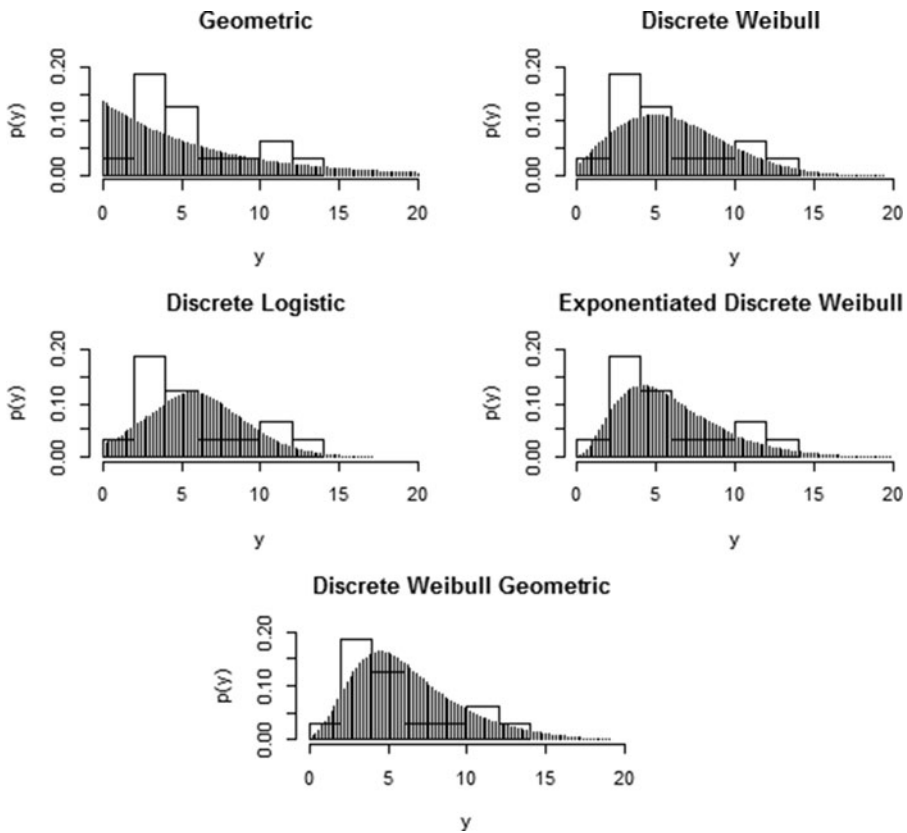 Geometric
p(y)
0.00 0.10 0.20
0 5 10 15 20
y
Discrete Weibull
p(y)
0.00 0.10 0.20
0 5 10 15 20
y
Discrete Logistic
p(y)
0.00 0.10 0.20
0 5 10 15 20
y
Exponentiated Discrete Weibull
p(y)
0.00 0.10 0.20
0 5 10 15 20
y
Discrete Weibull Geometric
p(y)
0.00 0.10 0.20
0 5 10 15 20
y